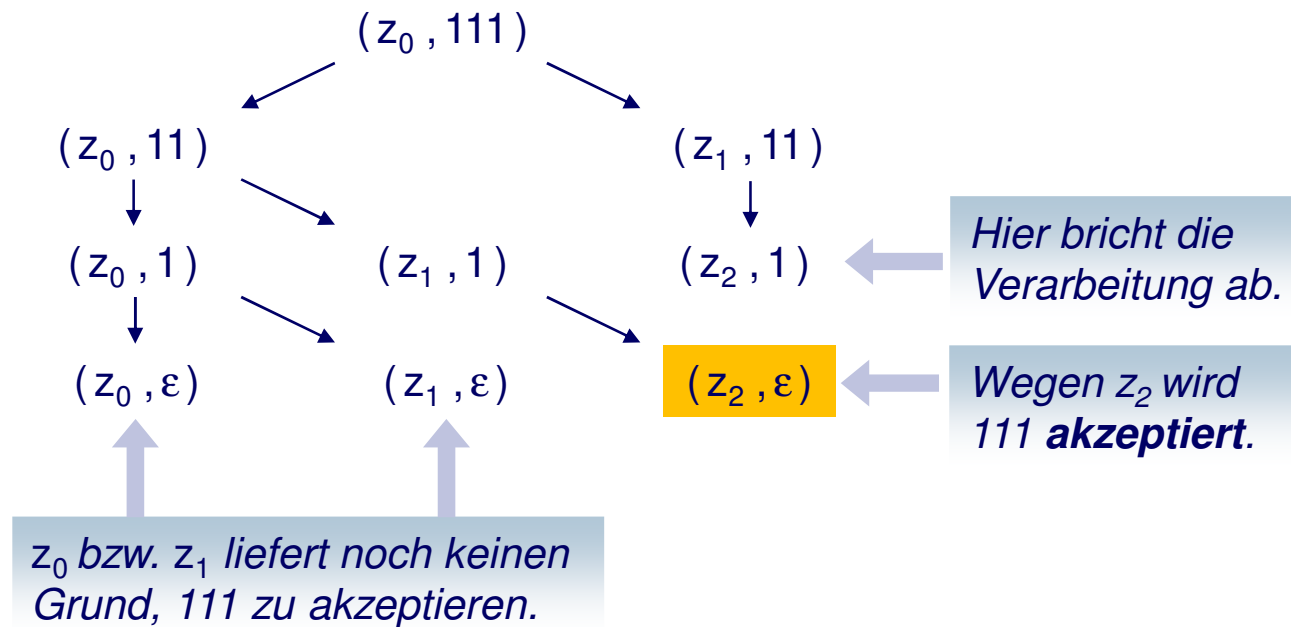 (z₀ , 111)
(z₀ , 11) (z₁ , 11)
(z₀ , 1) (z₁ , 1) (z₂ , 1)
Hier bricht die
Verarbeitung ab.
(z₀ , ε) (z₁ , ε) (z₂ , ε)
Wegen z₂ wird
111 akzeptiert.
z₀ bzw. z₁ liefert noch keinen
Grund, 111 zu akzeptieren.